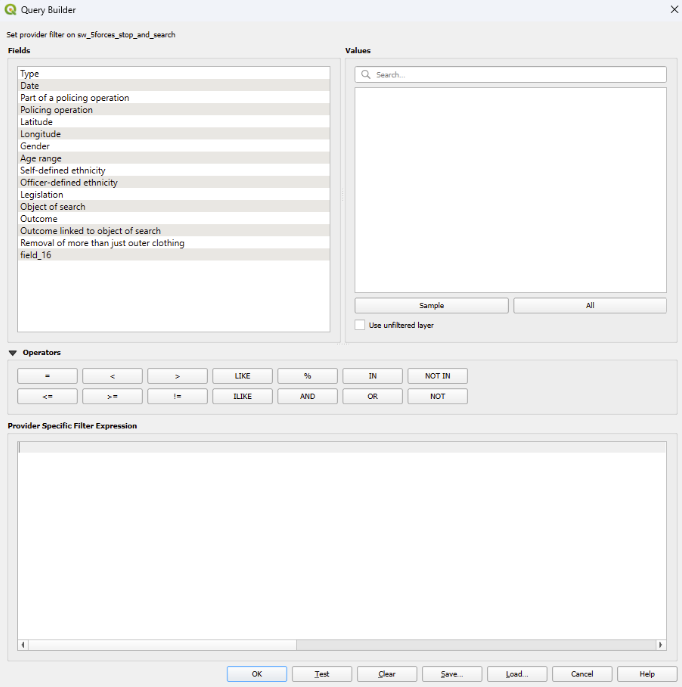 Query Builder
Set provider filter on sw_5forces_stop_and_search
Fields
Values
Type
Date
Part of a policing operation
Policing operation
Latitude
Longitude
Gender
Age range
Self-defined ethnicity
Officer-defined ethnicity
Legislation
Object of search
Outcome
Outcome linked to object of search
Removal of more than just outer clothing
field_16
Search...
Sample
All
Use unfiltered layer
Operators
= < > LIKE % IN NOT IN
<= >= != ILIKE AND OR NOT
Provider Specific Filter Expression
OK Test Clear Save... Load... Cancel Help